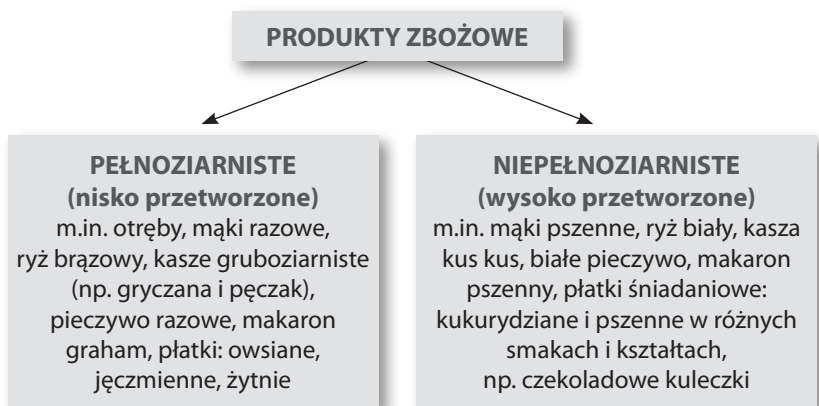 PRODUKTY ZBOŻOWE
PEŁNOZIARNISTE
(nisko przetworzone)
m.in. otręby, mąki razowe,
ryż brązowy, kasze gruboziarniste
(np. gryczana i pęczak),
pieczywo razowe, makaron
graham, płatki: owsiane,
jęczmienne, żytnie
NIEPEŁNOZIARNISTE
(wysoko przetworzone)
m.in. mąki pszenne, ryż biały, kasza
kus kus, białe pieczywo, makaron
pszenny, płatki śniadaniowe:
kukurydziane i pszenne w różnych
smakach i kształtach,
np. czekoladowe kuleczki